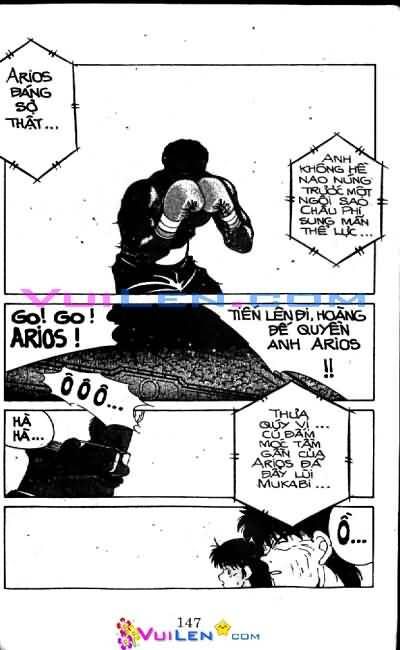 ARIOS
ĐÁNG
SỢ
THẬT...
ANH
KHÔNG HỀ
NAO NÚNG
TRƯỚC MỘT
NGÔI SAO
CHÂU PHI
SUNG MÃN
THỂ LỰC...
VUILEN.COM
GO! GO!
ARIOS!
TIẾN LÊN ĐI, HOÀNG
ĐẾ QUYỀN
ANH ARIOS
!!
Ồ Ồ Ồ...
HÀ
HÀ...
THƯA
QÚY VỊ...
CÚ ĐẤM
MÓC TẦM
GẦN CỦA
ARIOS ĐÃ
ĐẨY LÙI
MUKABI...
Ồ...
147
VUILEN.COM